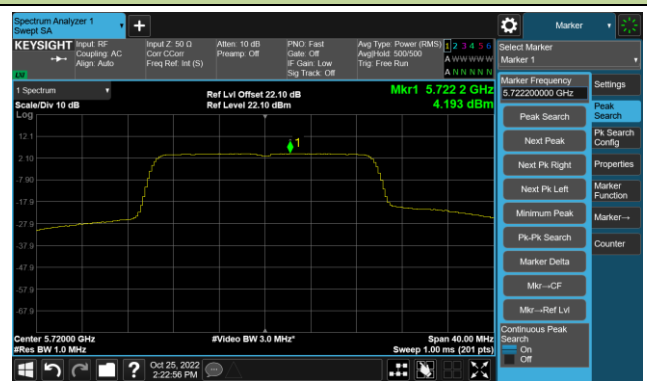 Spectrum Analyzer 1
Swept SA
Marker
KEYSIGHT
Input: RF
Coupling: AC
Align: Auto
Input Z: 50 Ω
Corr CCorr
Freq Ref: Int (S)
Atten: 10 dB
Preamp: Off
PNO: Fast
Gate: Off
IF Gain: Low
Sig Track: Off
Avg Type: Power (RMS)
Avg|Hold: 500/500
Trig: Free Run
1 2 3 4 5 6
A W W W W W
A N N N N N
LW
Select Marker
Marker 1
1 Spectrum
Scale/Div 10 dB
Ref Lvl Offset 22.10 dB
Ref Level 22.10 dBm
Mkr1 5.722 2 GHz
4.193 dBm
Log
12.1
2.10
-7.90
-17.9
-27.9
-37.9
-47.9
-57.9
-67.9
1
Center 5.72000 GHz
#Res BW 1.0 MHz
#Video BW 3.0 MHz*
Span 40.00 MHz
Sweep 1.00 ms (201 pts)
Marker Frequency
5.722200000 GHz
Peak Search
Next Peak
Next Pk Right
Next Pk Left
Minimum Peak
Pk-Pk Search
Marker Delta
Mkr→CF
Mkr→Ref Lvl
Continuous Peak
Search
On
Off
Settings
Peak
Search
Pk Search
Config
Properties
Marker
Function
Marker→
Counter
Oct 25, 2022
2:22:56 PM